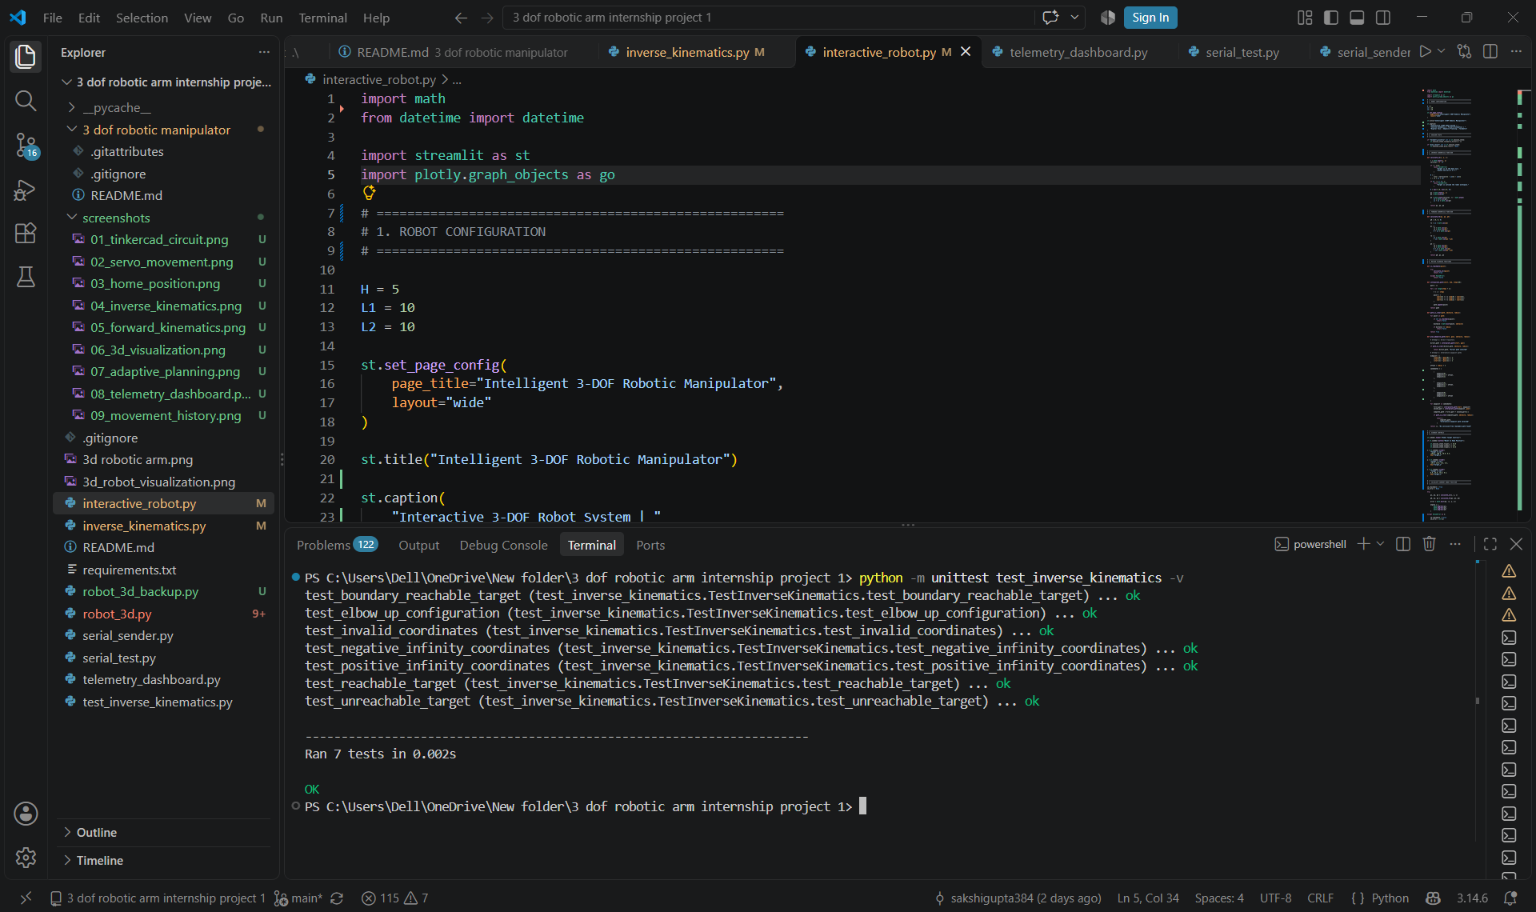 File Edit Selection View Go Run Terminal Help
3 dof robotic arm internship project 1
Sign In
Explorer
3 dof robotic arm internship proje...
__pycache__
3 dof robotic manipulator
.gitattributes
.gitignore
README.md
screenshots
01_tinkercad_circuit.png U
02_servo_movement.png U
03_home_position.png U
04_inverse_kinematics.png U
05_forward_kinematics.png U
06_3d_visualization.png U
07_adaptive_planning.png U
08_telemetry_dashboard.p... U
09_movement_history.png U
.gitignore
3d robotic arm.png
3d_robot_visualization.png
interactive_robot.py M
inverse_kinematics.py M
README.md
requirements.txt
robot_3d_backup.py U
robot_3d.py 9+
serial_sender.py
serial_test.py
telemetry_dashboard.py
test_inverse_kinematics.py
Outline
Timeline
16
.\ README.md 3 dof robotic manipulator inverse_kinematics.py M interactive_robot.py M telemetry_dashboard.py serial_test.py serial_sender
interactive_robot.py > ...
1 import math
2 from datetime import datetime
3
4 import streamlit as st
5 import plotly.graph_objects as go
6
7 # =====================================================
8 # 1. ROBOT CONFIGURATION
9 # =====================================================
10
11 H = 5
12 L1 = 10
13 L2 = 10
14
15 st.set_page_config(
16 page_title="Intelligent 3-DOF Robotic Manipulator",
17 layout="wide"
18 )
19
20 st.title("Intelligent 3-DOF Robotic Manipulator")
21
22 st.caption(
23 "Interactive 3-DOF Robot System | "
Problems 122 Output Debug Console Terminal Ports
powershell
PS C:\Users\Dell\OneDrive\New folder\3 dof robotic arm internship project 1> python -m unittest test_inverse_kinematics -v
test_boundary_reachable_target (test_inverse_kinematics.TestInverseKinematics.test_boundary_reachable_target) ... ok
test_elbow_up_configuration (test_inverse_kinematics.TestInverseKinematics.test_elbow_up_configuration) ... ok
test_invalid_coordinates (test_inverse_kinematics.TestInverseKinematics.test_invalid_coordinates) ... ok
test_negative_infinity_coordinates (test_inverse_kinematics.TestInverseKinematics.test_negative_infinity_coordinates) ... ok
test_positive_infinity_coordinates (test_inverse_kinematics.TestInverseKinematics.test_positive_infinity_coordinates) ... ok
test_reachable_target (test_inverse_kinematics.TestInverseKinematics.test_reachable_target) ... ok
test_unreachable_target (test_inverse_kinematics.TestInverseKinematics.test_unreachable_target) ... ok
----------------------------------------------------------------------
Ran 7 tests in 0.002s
OK
PS C:\Users\Dell\OneDrive\New folder\3 dof robotic arm internship project 1>
3 dof robotic arm internship project 1 main* 115 7 sakshigupta384 (2 days ago) Ln 5, Col 34 Spaces: 4 UTF-8 CRLF { } Python 3.14.6